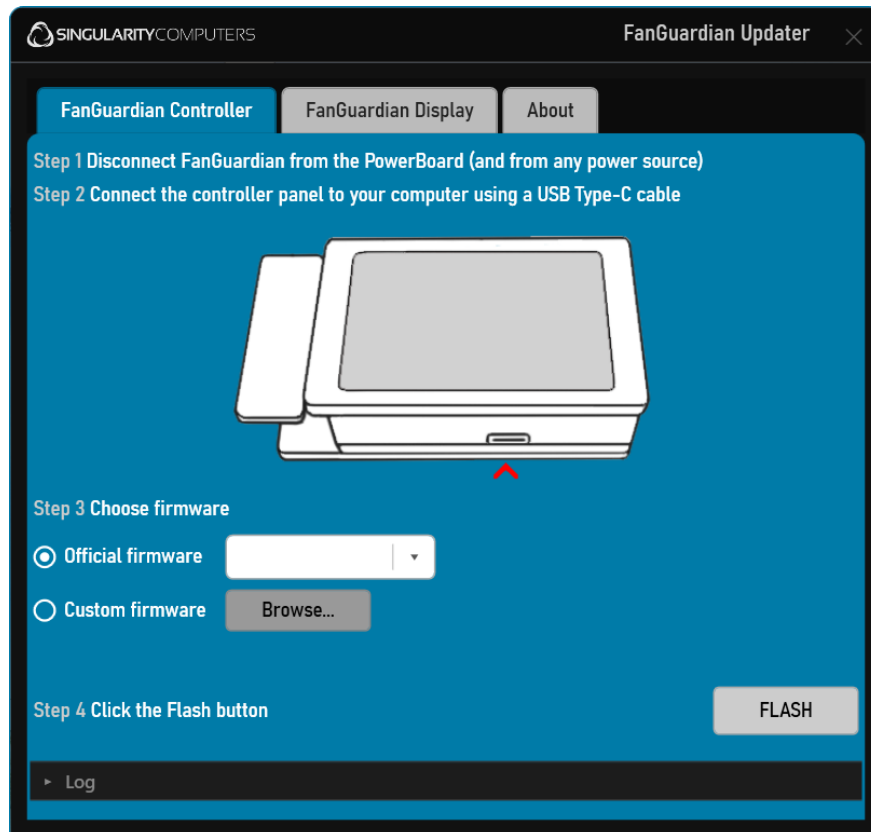 SINGULARITYCOMPUTERS
FanGuardian Updater
FanGuardian Controller
FanGuardian Display
About
Step 1 Disconnect FanGuardian from the PowerBoard (and from any power source)
Step 2 Connect the controller panel to your computer using a USB Type-C cable
Step 3 Choose firmware
Official firmware
Custom firmware
Browse...
Step 4 Click the Flash button
FLASH
Log